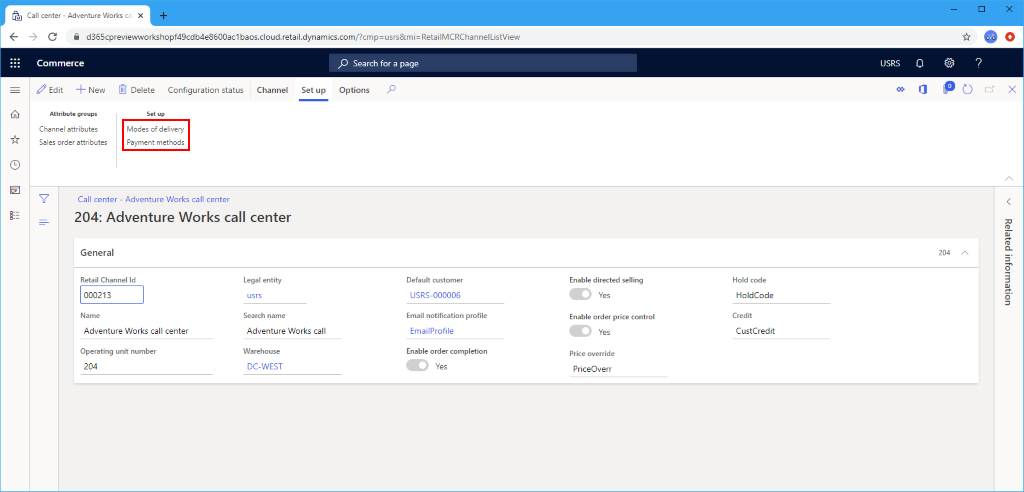 Call center - Adventure Works ca
d365cpreviewworkshopf49cdb4e8600ac1baos.cloud.retail.dynamics.com/?cmp=usrs&mi=RetailMCRChannelListView
Commerce
Search for a page
USRS
?
Edit
New
Delete
Configuration status
Channel
Set up
Options
0
Attribute groups
Channel attributes
Sales order attributes
Set up
Modes of delivery
Payment methods
Call center - Adventure Works call center
204: Adventure Works call center
General
204
Retail Channel Id
000213
Name
Adventure Works call center
Operating unit number
204
Legal entity
usrs
Search name
Adventure Works call
Warehouse
DC-WEST
Default customer
USRS-000006
Email notification profile
EmailProfile
Enable order completion
Yes
Enable directed selling
Yes
Enable order price control
Yes
Price override
PriceOverr
Hold code
HoldCode
Credit
CustCredit
Related information